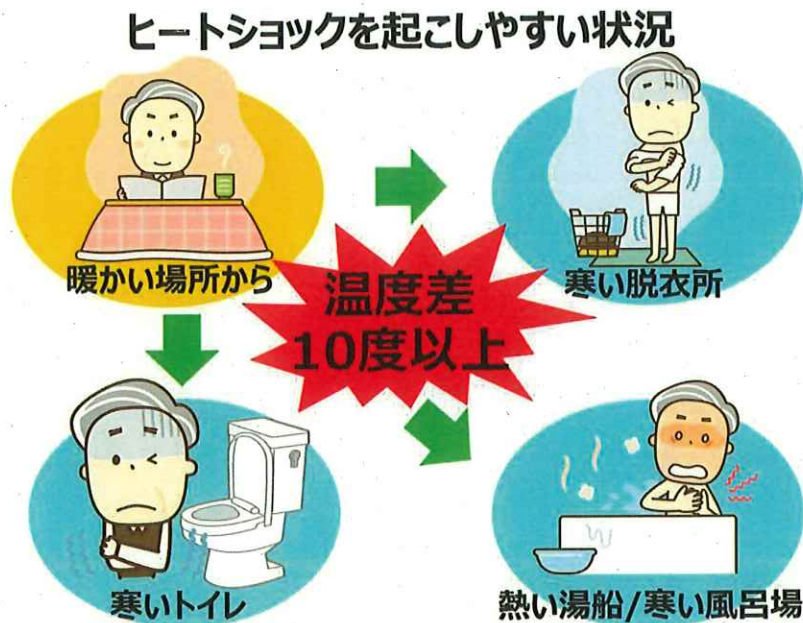 ヒートショックを起こしやすい状況
暖かい場所から
寒い脱衣所
温度差
10度以上
寒いトイレ
熱い湯船/寒い風呂場